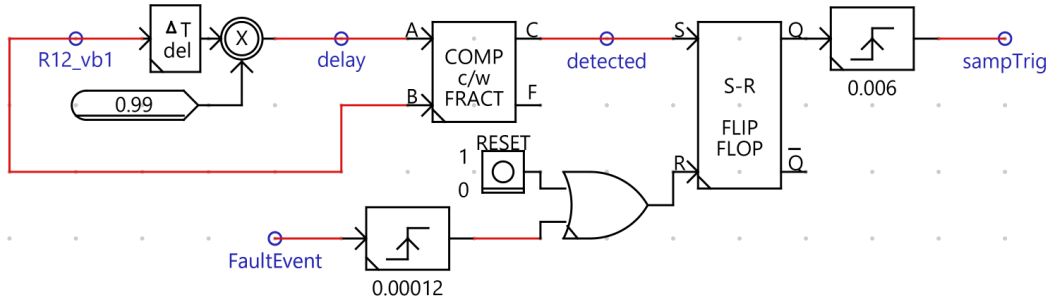 ΔT
del
X
R12_vb1
0.99
delay
A
B
COMP
c/w
FRACT
C
F
detected
S
R
S-R
FLIP
FLOP
Q
Q̅
0.006
sampTrig
RESET
1
0
FaultEvent
0.00012